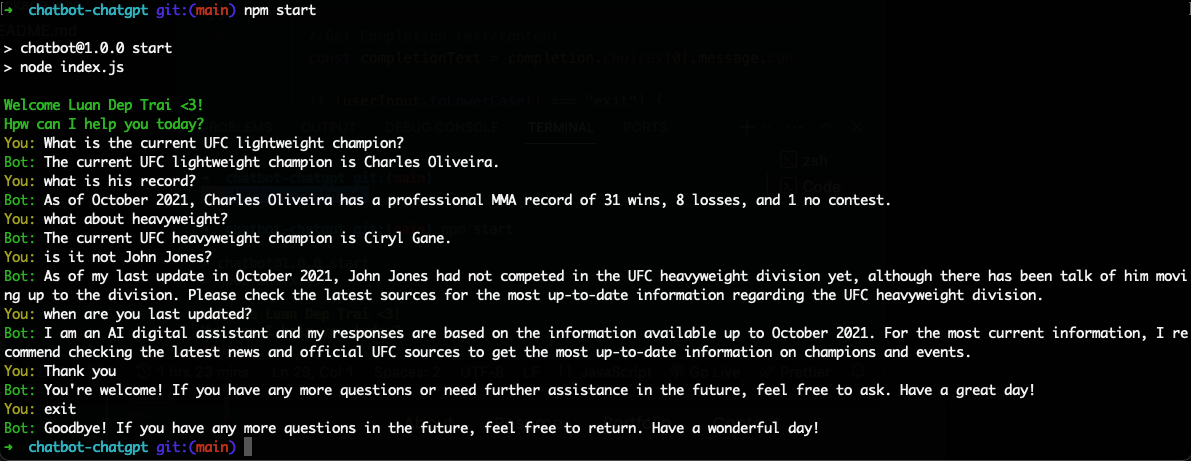 ➜  chatbot-chatgpt git:(main) npm start
> chatbot@1.0.0 start
> node index.js
Welcome Luan Dep Trai <3!
Hpw can I help you today?
You: What is the current UFC lightweight champion?
Bot: The current UFC lightweight champion is Charles Oliveira.
You: what is his record?
Bot: As of October 2021, Charles Oliveira has a professional MMA record of 31 wins, 8 losses, and 1 no contest.
You: what about heavyweight?
Bot: The current UFC heavyweight champion is Ciryl Gane.
You: is it not John Jones?
Bot: As of my last update in October 2021, John Jones had not competed in the UFC heavyweight division yet, although there has been talk of him movi
ng up to the division. Please check the latest sources for the most up-to-date information regarding the UFC heavyweight division.
You: when are you last updated?
Bot: I am an AI digital assistant and my responses are based on the information available up to October 2021. For the most current information, I re
commend checking the latest news and official UFC sources to get the most up-to-date information on champions and events.
You: Thank you
Bot: You're welcome! If you have any more questions or need further assistance in the future, feel free to ask. Have a great day!
You: exit
Bot: Goodbye! If you have any more questions in the future, feel free to return. Have a wonderful day!
➜  chatbot-chatgpt git:(main)